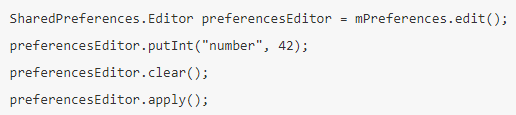 SharedPreferences.Editor preferencesEditor = mPreferences.edit();
preferencesEditor.putInt("number", 42);
preferencesEditor.clear();
preferencesEditor.apply();